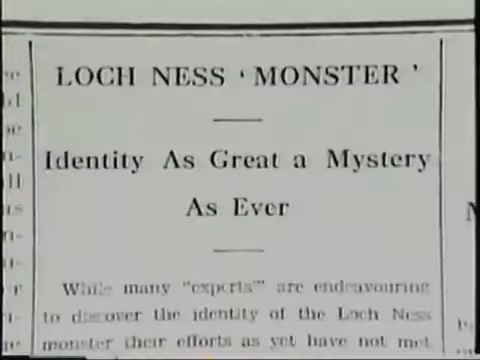 LOCH NESS ‘ MONSTER ’
Identity As Great a Mystery
As Ever
While many "experts" are endeavouring
to discover the identity of the Loch Ness
monster their efforts as yet have not met